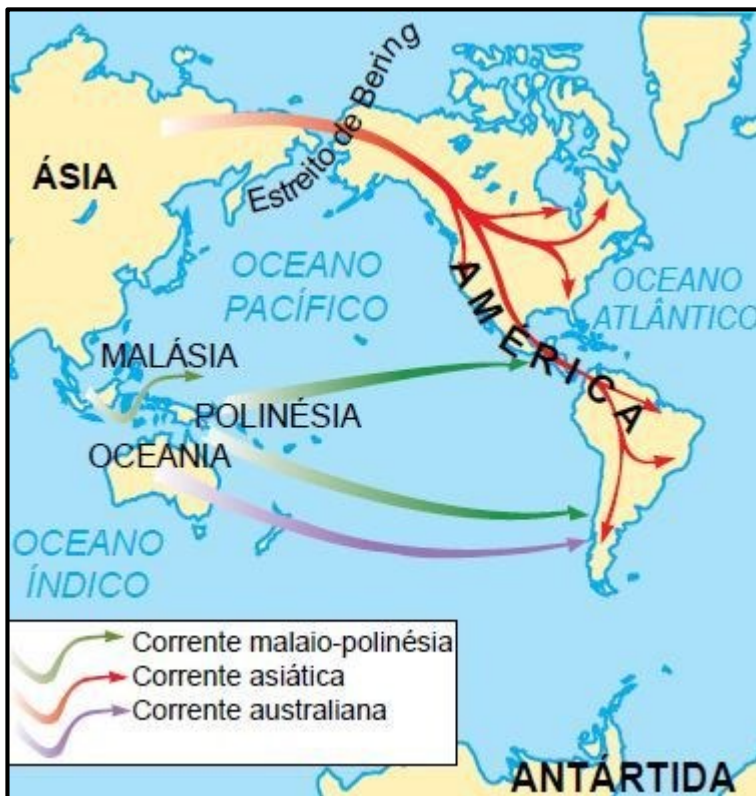 Estreito de Bering
ÁSIA
OCEANO
PACÍFICO
OCEANO
ATLÂNTICO
AMÉRICA
MALÁSIA
POLINÉSIA
OCEANIA
OCEANO
ÍNDICO
Corrente malaio-polinésia
Corrente asiática
Corrente australiana
ANTÁRTIDA